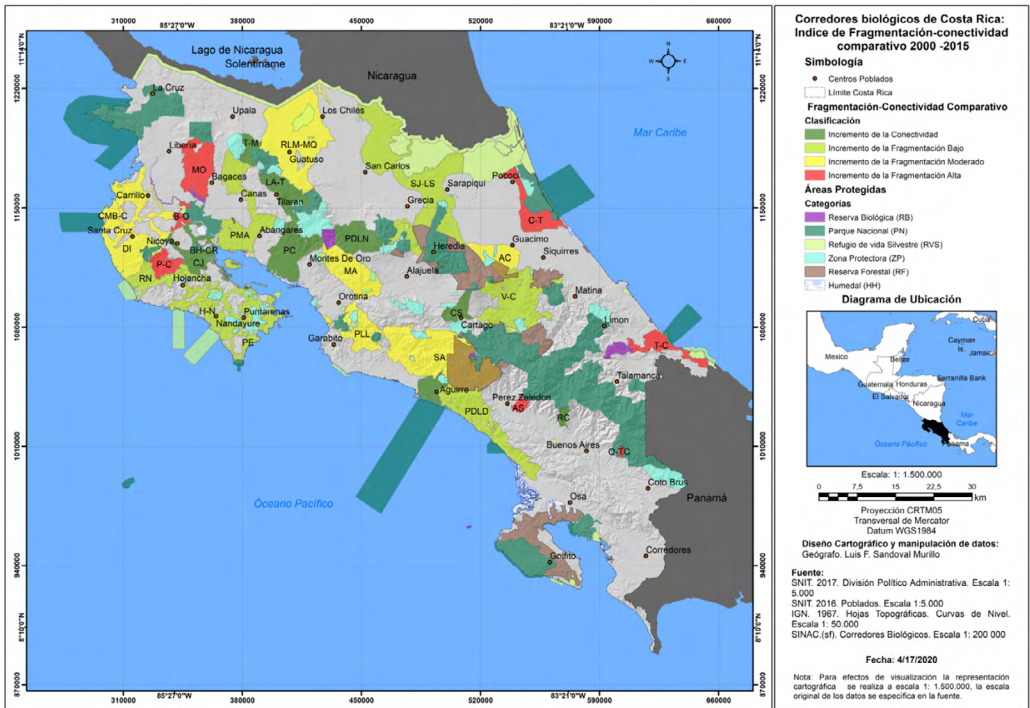 310000 380000 450000 520000 590000 660000
85°27'0"W 83°21'0"W
11°14'0"N
1220000
1150000
1080000
1010000
940000
8°10'0"N
870000
Lago de Nicaragua
Solentiname
Nicaragua
Mar Caribe
La Cruz
Upala
Los Chiles
Liberia
T-M
RLM-MQ
Guatuso
MO
Bagaces
LA-T
San Carlos
SJ-LS
Sarapiqui
Pococi
Carrillo
Canas
Tilaran
Grecia
CMB-C
B-O
C-T
Santa Cruz
PMA
Abangares
DI
Nicoya
BH-CR
PC
PDLN
Heredia
Guacimo
Siquirres
AC
P-C
CJ
Montes De Oro
MA
Alajuela
RN
Hojancha
Orotina
V-C
Matina
H-N
Puntarenas
Nandayure
CS
Cartago
Limon
PE
Garabito
PLL
SA
T-C
Talamanca
Aguirre
PDLD
Perez Zeledon
AS
RC
Buenos Aires
O-TC
Coto Brus
Osa
Panamá
Óceano Pacífico
Golfito
Corredores
Corredores biológicos de Costa Rica:
Indice de Fragmentación-conectividad
comparativo 2000 -2015
Simbología
Centros Poblados
Límite Costa Rica
Fragmentación-Conectividad Comparativo
Clasificación
Incremento de la Conectividad
Incremento de la Fragmentación Bajo
Incremento de la Fragmentación Moderado
Incremento de la Fragmentación Alta
Áreas Protegidas
Categorías
Reserva Biológica (RB)
Parque Nacional (PN)
Refugio de vida Silvestre (RVS)
Zona Protectora (ZP)
Reserva Forestal (RF)
Humedal (HH)
Diagrama de Ubicación
Cuba
Cayman
Is.
Jamaic
Mexico
Belize
Serranilla Bank
Guatemala Honduras
El Salvador
Nicaragua
Mar
Caribe
Óceano Pacífico
Panama
Escala: 1: 1.500.000
0 7.5 15 22.5 30
km
Proyección CRTM05
Transversal de Mercator
Datum WGS1984
Diseño Cartográfico y manipulación de datos:
Geógrafo. Luis F. Sandoval Murillo
Fuente:
SNIT. 2017. División Político Administrativa. Escala 1:
5.000
SNIT. 2016. Poblados. Escala 1:5.000
IGN. 1967. Hojas Topográficas. Curvas de Nivel.
Escala 1: 50.000
SINAC.(sf). Corredores Biológicos. Escala 1: 200 000
Fecha: 4/17/2020
Nota: Para efectos de visualización la representación
cartográfica se realiza a escala 1: 1.500.000, la escala
original de los datos se especifica en la fuente.